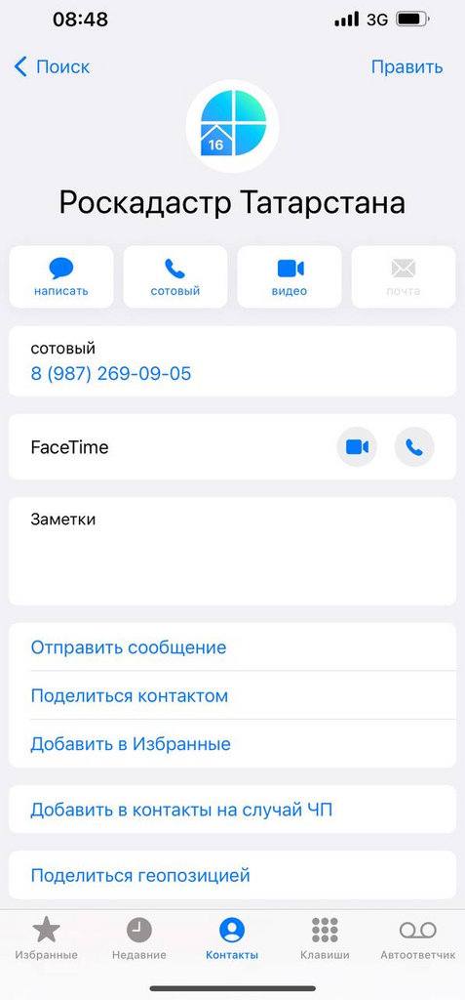 08:48
3G
Поиск
Править
16
Роскадастр Татарстана
написать
сотовый
видео
почта
сотовый
8 (987) 269-09-05
FaceTime
Заметки
Отправить сообщение
Поделиться контактом
Добавить в Избранные
Добавить в контакты на случай ЧП
Поделиться геопозицией
Избранные
Недавние
Контакты
Клавиши
Автоответчик